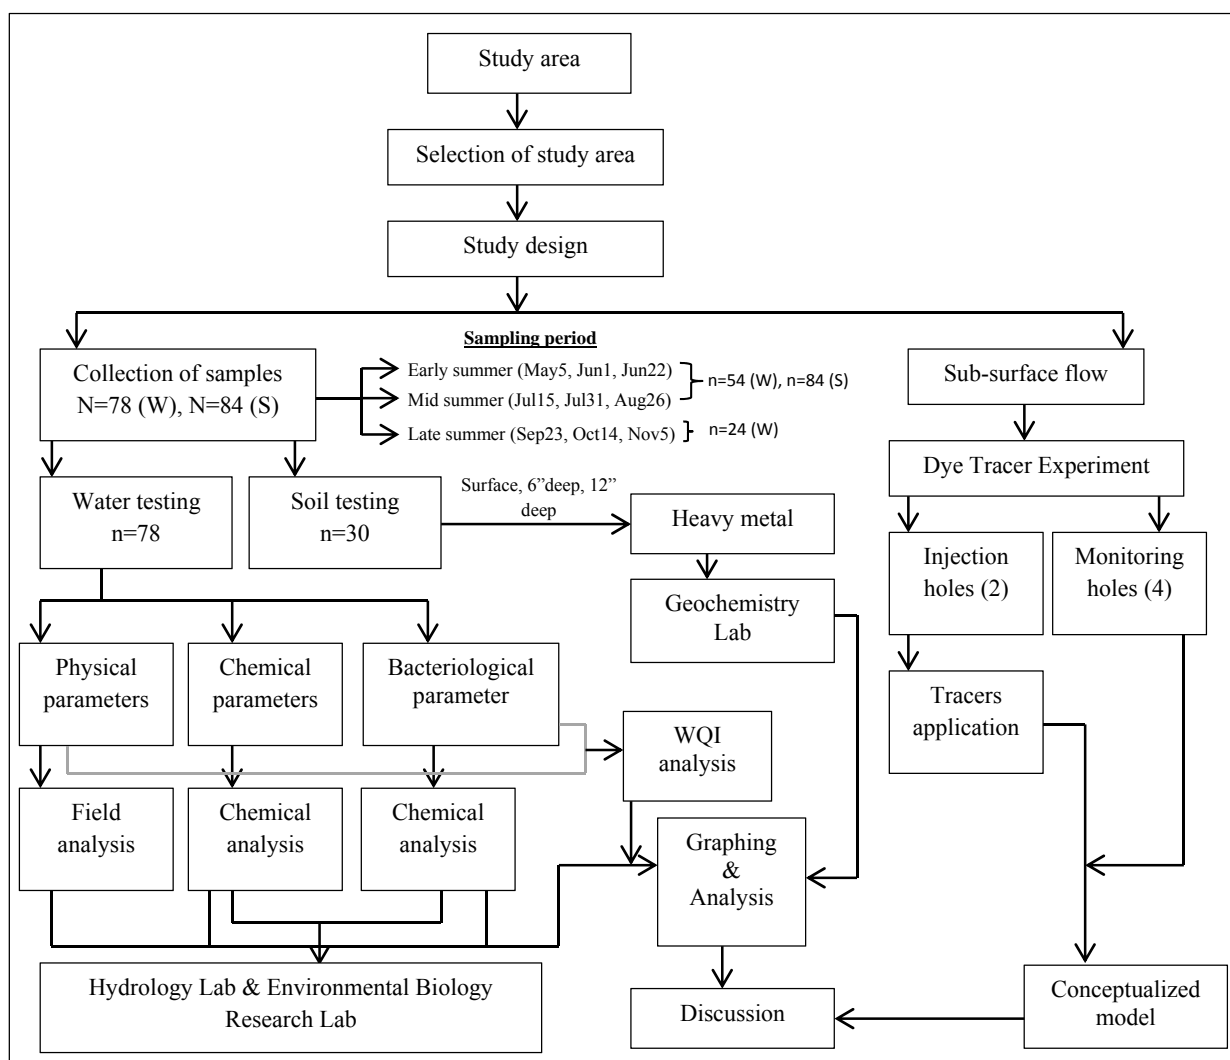 Study area
Selection of study area
Study design
Sampling period
Collection of samples
N=78 (W), N=84 (S)
Early summer (May5, Jun1, Jun22)
Mid summer (Jul15, Jul31, Aug26)
n=54 (W), n=84 (S)
Late summer (Sep23, Oct14, Nov5)
n=24 (W)
Sub-surface flow
Dye Tracer Experiment
Water testing
n=78
Soil testing
n=30
Surface, 6”deep, 12”
deep
Heavy metal
Injection
holes (2)
Monitoring
holes (4)
Geochemistry
Lab
Physical
parameters
Chemical
parameters
Bacteriological
parameter
Tracers
application
WQI
analysis
Field
analysis
Chemical
analysis
Chemical
analysis
Graphing
&
Analysis
Hydrology Lab & Environmental Biology
Research Lab
Discussion
Conceptualized
model